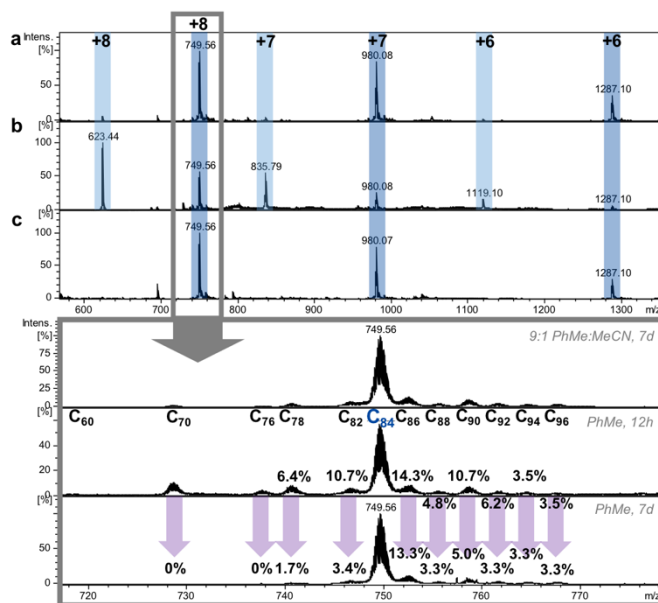 +8
a +8 +7 +7 +6 +6
Intens.
[%]
749.56 980.08 1287.10
100
50
0
b
[%]
623.44 749.56 835.79 980.08 1119.10 1287.10
100
50
0
c
[%]
749.56 980.07 1287.10
100
50
0
600 700 800 900 1000 1100 1200 1300 m/z
Intens.
[%]
749.56
9:1 PhMe:MeCN, 7d
100
75
50
25
0
[%]
C60 C70 C76 C78 C82 C84 C86 C88 C90 C92 C94 C96
PhMe, 12h
60
40
20
0
6.4% 10.7% 14.3% 10.7% 3.5%
4.8% 6.2% 3.5%
[%]
749.56
PhMe, 7d
50
0
13.3% 5.0% 3.3%
0% 0% 1.7% 3.4% 3.3% 3.3% 3.3%
720 730 740 750 760 770 m/z